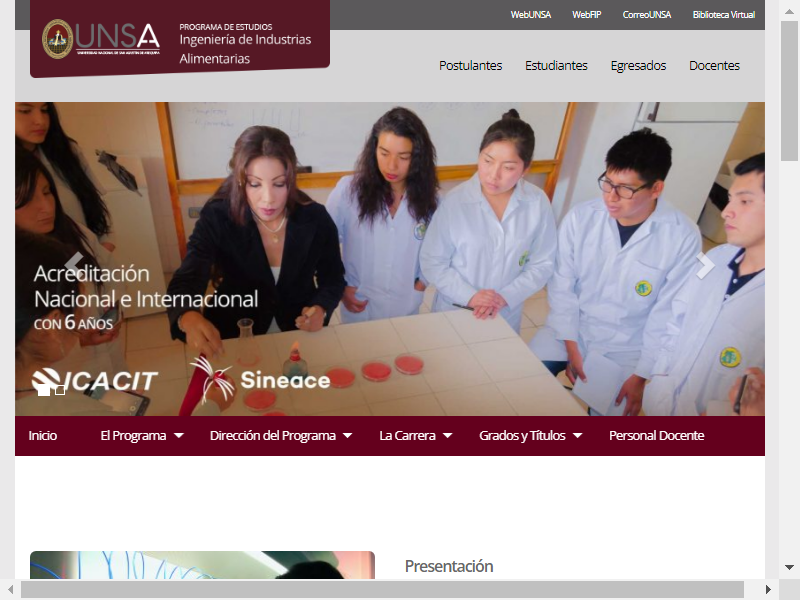 WebUNSA WebFIP CorreoUNSA Biblioteca Virtual
UNSA
UNIVERSIDAD NACIONAL DE SAN AGUSTÍN DE AREQUIPA
PROGRAMA DE ESTUDIOS
Ingeniería de Industrias
Alimentarias
Postulantes Estudiantes Egresados Docentes
Acreditación
Nacional e Internacional
CON 6 AÑOS
ICACIT Sineace
Inicio El Programa Dirección del Programa La Carrera Grados y Títulos Personal Docente
Presentación